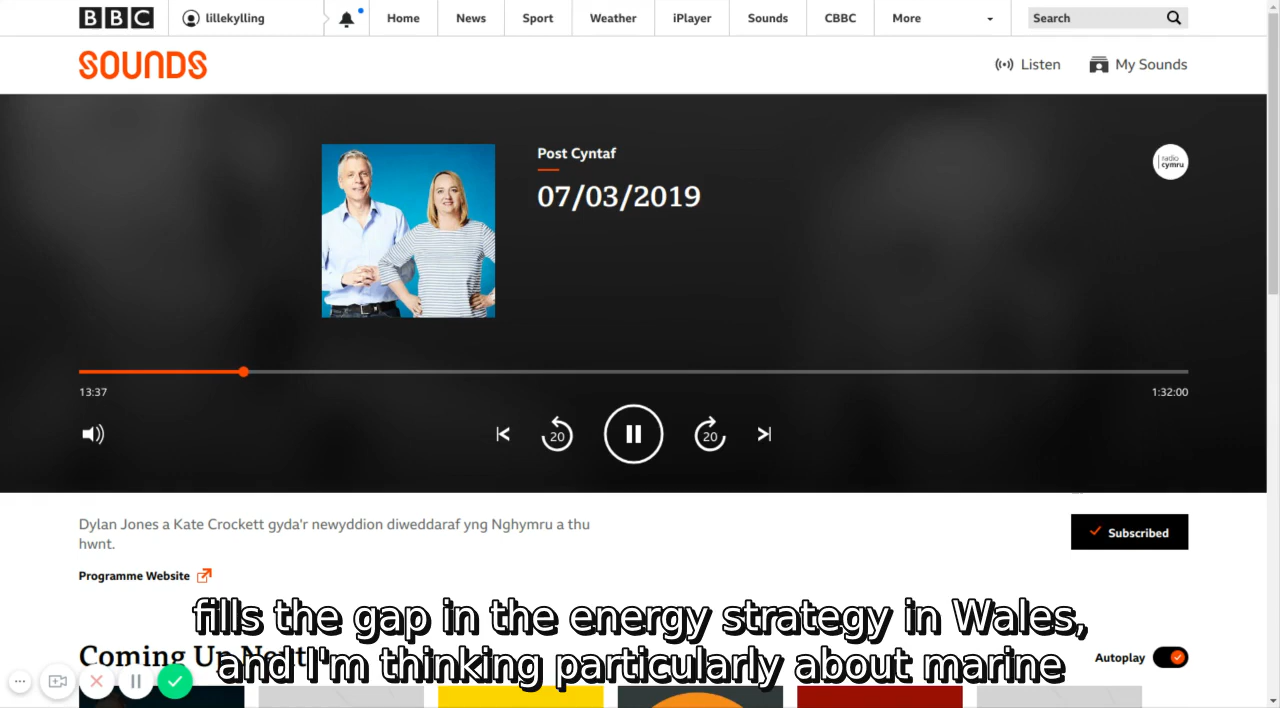 BBC
lillekylling
Home
News
Sport
Weather
iPlayer
Sounds
CBBC
More
Search
SOUNDS
Listen
My Sounds
Post Cyntaf
07/03/2019
radio
cymru
13:37
1:32:00
20
20
Dylan Jones a Kate Crockett gyda'r newyddion diweddaraf yng Nghymru a thu
hwnt.
Subscribed
Programme Website
fills the gap in the energy strategy in Wales,
and I'm thinking particularly about marine
Coming Up Next
Autoplay